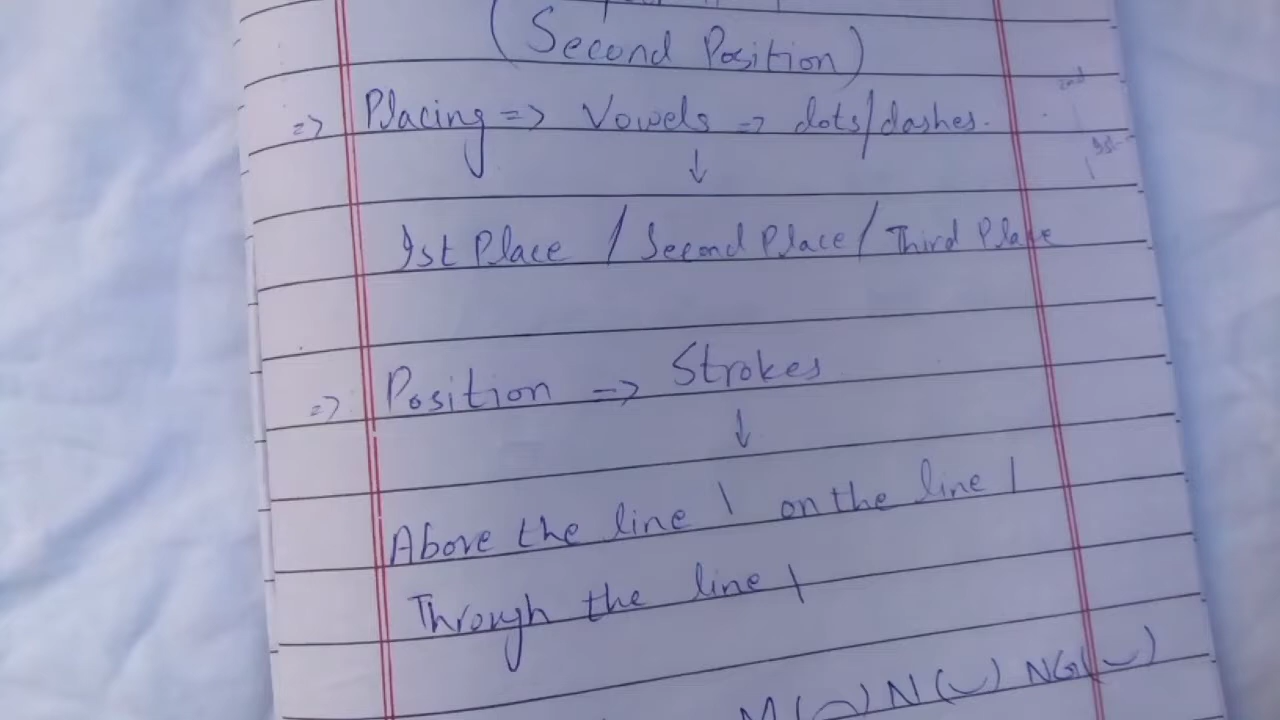 (Second Position)
=> Placing => Vowels => dots/dashes.
↓
1st Place / Second Place / Third Place
=> Position => Strokes
↓
Above the line \ on the line |
Through the line \
M (⌒) N (⌣) NG (⌣)